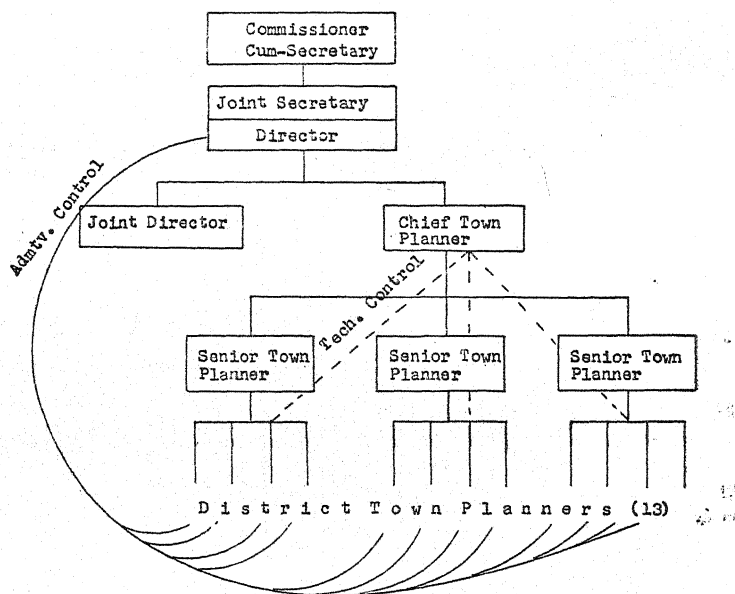 Commissioner
Cum-Secretary
Joint Secretary
Director
Admtv. Control
Joint Director
Chief Town
Planner
Tech. Control
Senior Town
Planner
Senior Town
Planner
Senior Town
Planner
District Town Planners (13)